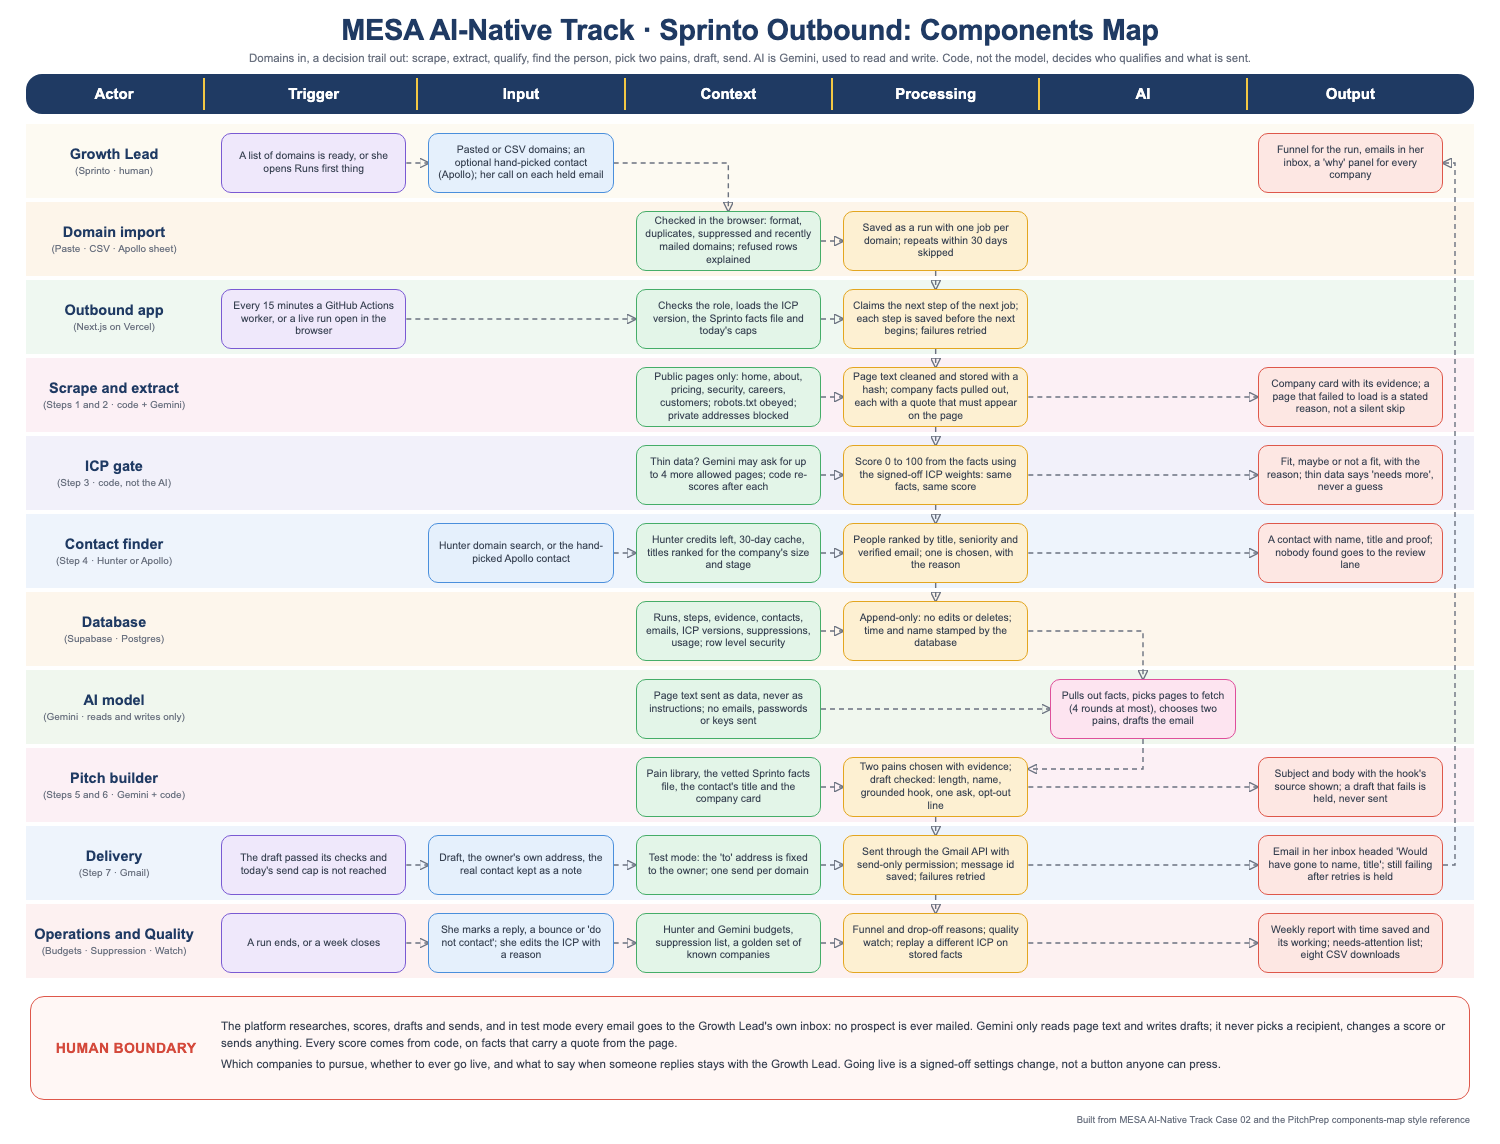 MESA AI-Native Track · Sprinto Outbound: Components Map
Domains in, a decision trail out: scrape, extract, qualify, find the person, pick two pains, draft, send. AI is Gemini, used to read and write. Code, not the model, decides who qualifies and what is sent.
Actor
Trigger
Input
Context
Processing
AI
Output
Growth Lead
(Sprinto · human)
A list of domains is ready, or she
opens Runs first thing
Pasted or CSV domains; an
optional hand-picked contact
(Apollo); her call on each held email
Funnel for the run, emails in her
inbox, a 'why' panel for every
company
Domain import
(Paste · CSV · Apollo sheet)
Checked in the browser: format,
duplicates, suppressed and recently
mailed domains; refused rows
explained
Saved as a run with one job per
domain; repeats within 30 days
skipped
Outbound app
(Next.js on Vercel)
Every 15 minutes a GitHub Actions
worker, or a live run open in the
browser
Checks the role, loads the ICP
version, the Sprinto facts file and
today's caps
Claims the next step of the next job;
each step is saved before the next
begins; failures retried
Scrape and extract
(Steps 1 and 2 · code + Gemini)
Public pages only: home, about,
pricing, security, careers,
customers; robots.txt obeyed;
private addresses blocked
Page text cleaned and stored with a
hash; company facts pulled out,
each with a quote that must appear
on the page
Company card with its evidence; a
page that failed to load is a stated
reason, not a silent skip
ICP gate
(Step 3 · code, not the AI)
Thin data? Gemini may ask for up
to 4 more allowed pages; code re-
scores after each
Score 0 to 100 from the facts using
the signed-off ICP weights: same
facts, same score
Fit, maybe or not a fit, with the
reason; thin data says 'needs more',
never a guess
Contact finder
(Step 4 · Hunter or Apollo)
Hunter domain search, or the hand-
picked Apollo contact
Hunter credits left, 30-day cache,
titles ranked for the company's size
and stage
People ranked by title, seniority and
verified email; one is chosen, with
the reason
A contact with name, title and proof;
nobody found goes to the review
lane
Database
(Supabase · Postgres)
Runs, steps, evidence, contacts,
emails, ICP versions, suppressions,
usage; row level security
Append-only: no edits or deletes;
time and name stamped by the
database
AI model
(Gemini · reads and writes only)
Page text sent as data, never as
instructions; no emails, passwords
or keys sent
Pulls out facts, picks pages to fetch
(4 rounds at most), chooses two
pains, drafts the email
Pitch builder
(Steps 5 and 6 · Gemini + code)
Pain library, the vetted Sprinto facts
file, the contact's title and the
company card
Two pains chosen with evidence;
draft checked: length, name,
grounded hook, one ask, opt-out
line
Subject and body with the hook's
source shown; a draft that fails is
held, never sent
Delivery
(Step 7 · Gmail)
The draft passed its checks and
today's send cap is not reached
Draft, the owner's own address, the
real contact kept as a note
Test mode: the 'to' address is fixed
to the owner; one send per domain
Sent through the Gmail API with
send-only permission; message id
saved; failures retried
Email in her inbox headed 'Would
have gone to name, title'; still failing
after retries is held
Operations and Quality
(Budgets · Suppression · Watch)
A run ends, or a week closes
She marks a reply, a bounce or 'do
not contact'; she edits the ICP with
a reason
Hunter and Gemini budgets,
suppression list, a golden set of
known companies
Funnel and drop-off reasons; quality
watch; replay a different ICP on
stored facts
Weekly report with time saved and
its working; needs-attention list;
eight CSV downloads
HUMAN BOUNDARY
The platform researches, scores, drafts and sends, and in test mode every email goes to the Growth Lead's own inbox: no prospect is ever mailed. Gemini only reads page text and writes drafts; it never picks a recipient, changes a score or
sends anything. Every score comes from code, on facts that carry a quote from the page.
Which companies to pursue, whether to ever go live, and what to say when someone replies stays with the Growth Lead. Going live is a signed-off settings change, not a button anyone can press.
Built from MESA AI-Native Track Case 02 and the PitchPrep components-map style reference